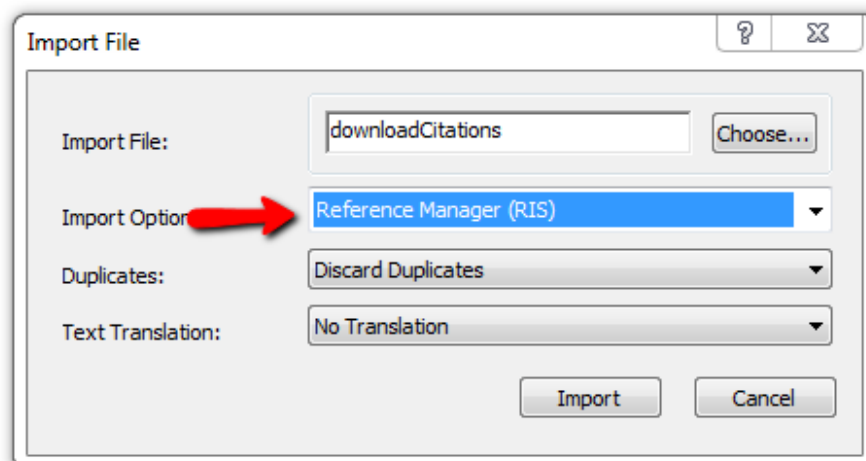 Import File
Import File:
downloadCitations
Choose...
Import Option
Reference Manager (RIS)
Duplicates:
Discard Duplicates
Text Translation:
No Translation
Import
Cancel